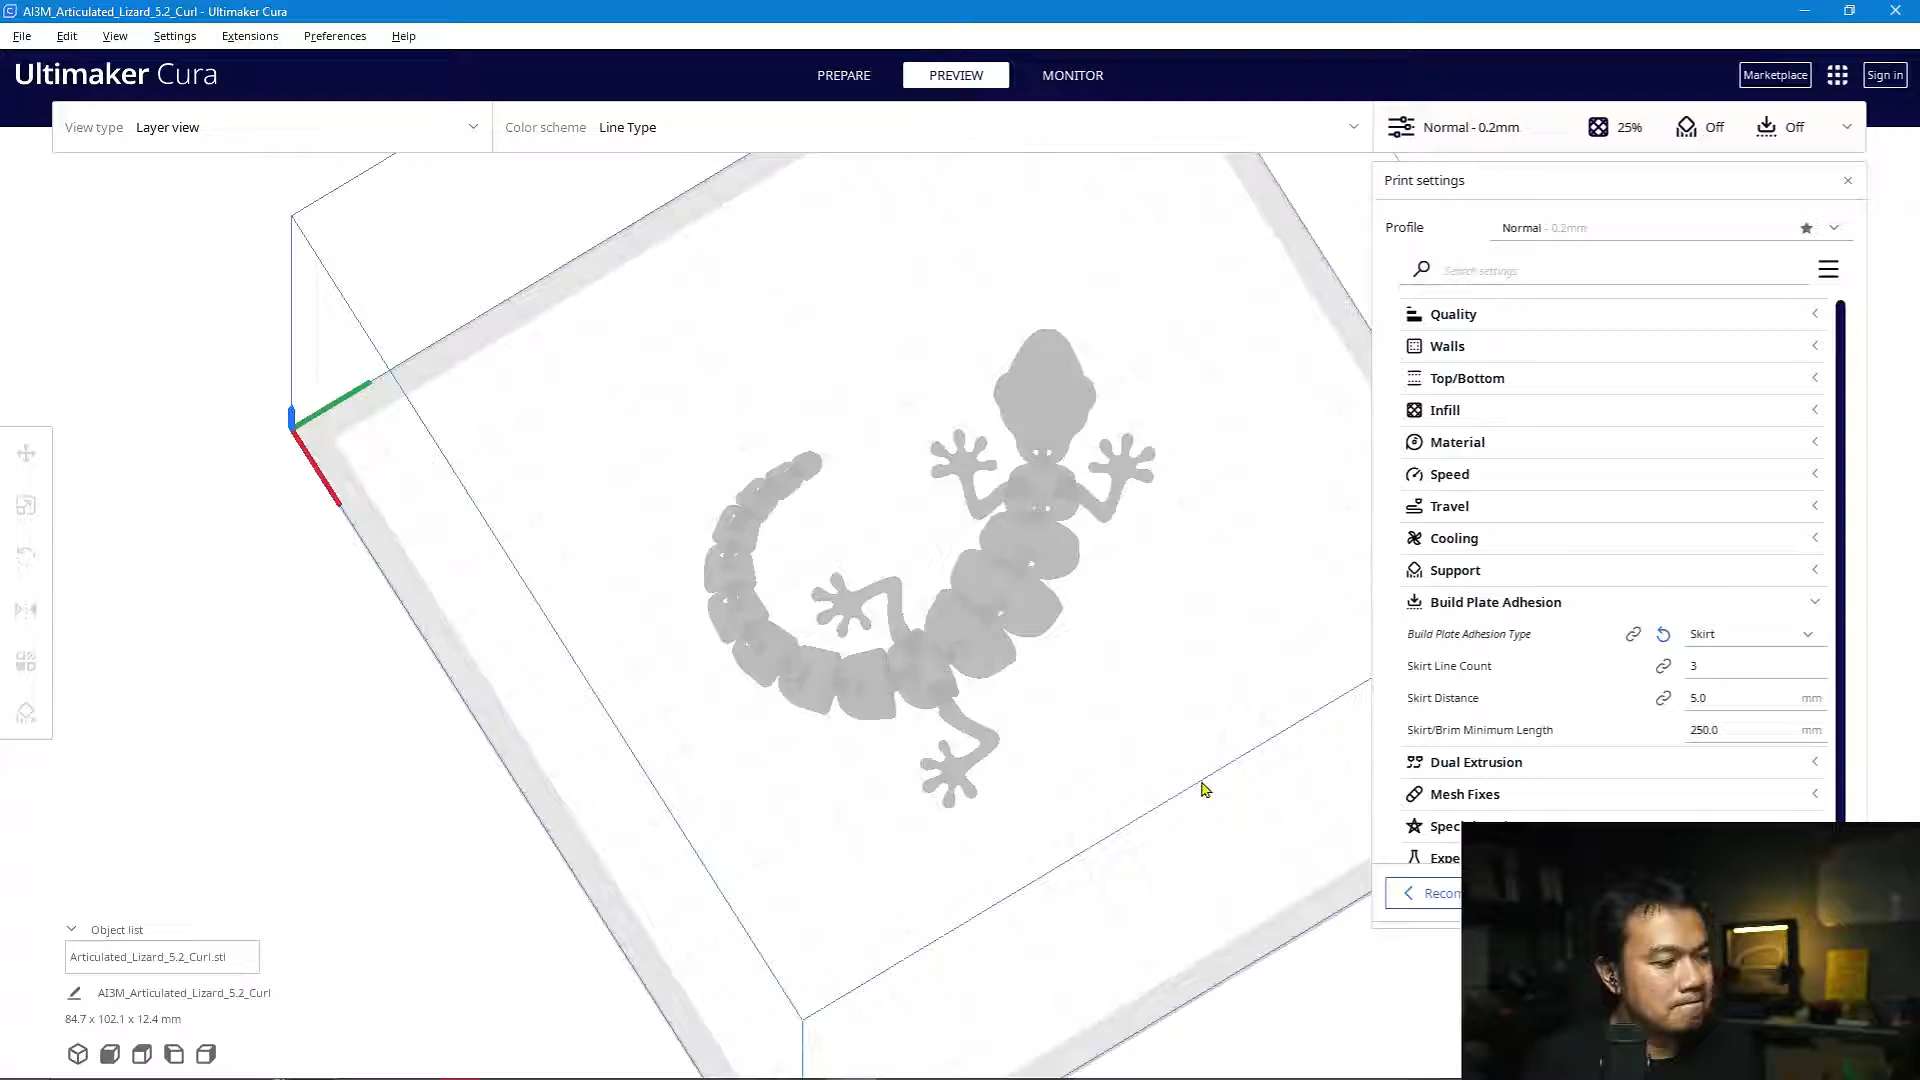 AI3M_Articulated_Lizard_5.2_Curl - Ultimaker Cura
File Edit View Settings Extensions Preferences Help
Ultimaker Cura
PREPARE PREVIEW MONITOR
Marketplace Sign in
View type Layer view
Color scheme Line Type
Normal - 0.2mm 25% Off Off
Print settings
Profile Normal - 0.2mm
Search settings
Quality
Walls
Top/Bottom
Infill
Material
Speed
Travel
Cooling
Support
Build Plate Adhesion
Build Plate Adhesion Type Skirt
Skirt Line Count 3
Skirt Distance 5.0 mm
Skirt/Brim Minimum Length 250.0 mm
Dual Extrusion
Mesh Fixes
Spec
Expe
Recom
Object list
Articulated_Lizard_5.2_Curl.stl
AI3M_Articulated_Lizard_5.2_Curl
84.7 x 102.1 x 12.4 mm